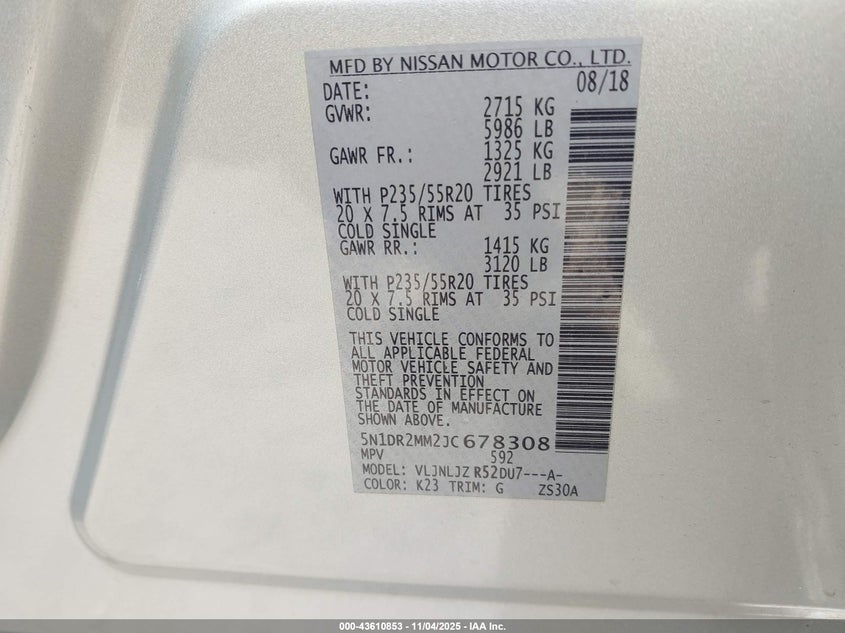 MFD BY NISSAN MOTOR CO., LTD.
DATE: 08/18
GVWR: 2715 KG
5986 LB
GAWR FR.: 1325 KG
2921 LB
WITH P235/55R20 TIRES
20 X 7.5 RIMS AT 35 PSI
COLD SINGLE
GAWR RR.: 1415 KG
3120 LB
WITH P235/55R20 TIRES
20 X 7.5 RIMS AT 35 PSI
COLD SINGLE
THIS VEHICLE CONFORMS TO
ALL APPLICABLE FEDERAL
MOTOR VEHICLE SAFETY AND
THEFT PREVENTION
STANDARDS IN EFFECT ON
THE DATE OF MANUFACTURE
SHOWN ABOVE.
5N1DR2MM2JC678308
MPV 592
MODEL: VLJNLJZ R52DU7---A-
COLOR: K23 TRIM: G ZS30A
000-43610853 - 11/04/2025 - IAA Inc.